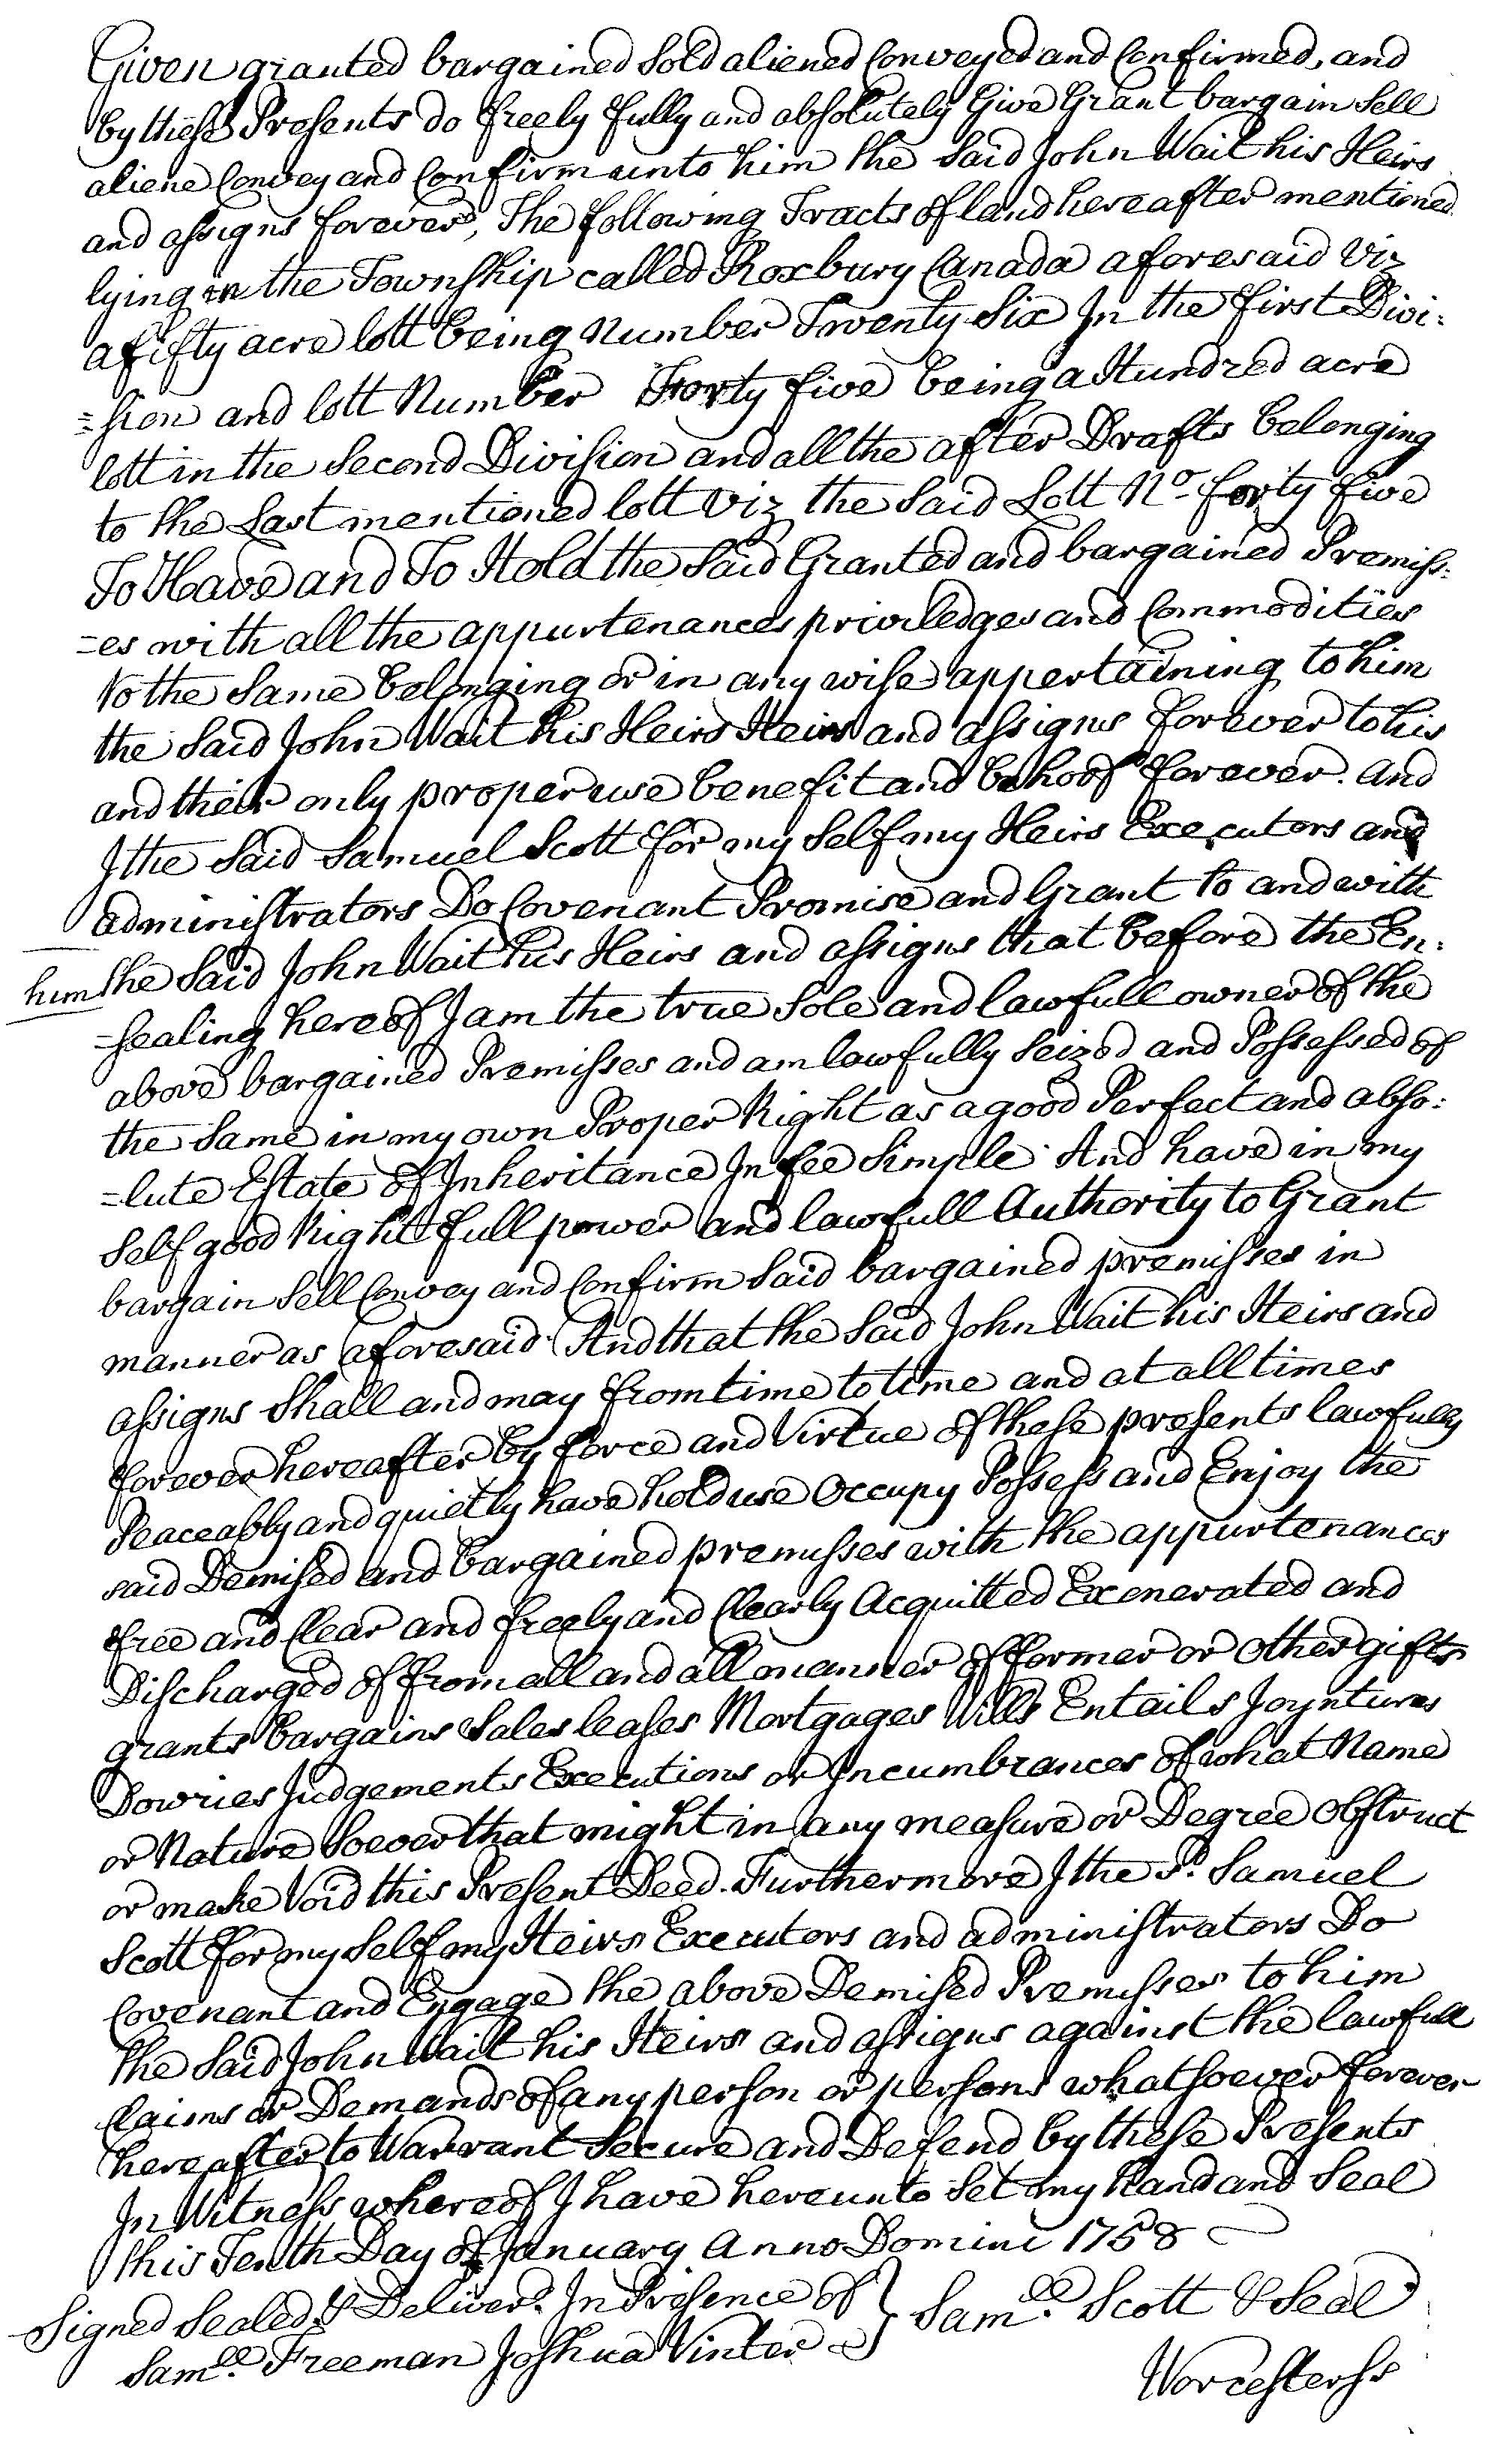 Given granted bargained Sold aliened Conveyed and Confirmed, and
by these Presents do freely fully and absolutely Give Grant bargain Sell
aliene Convey and Confirm unto him the Said John Wait his Heirs
and assigns forever, The following Tracts of land hereafter mentioned
lying in the Township called Roxbury Canada aforesaid Viz
a fifty acre lott being Number Twenty Six In the first Divi-
=sion and lott Number Forty five being a Hundred acre
lott in the Second Division and all the after Drafts belonging
to the Last mentioned lott Viz the Said Lott No. forty five
To Have and To Hold the Said Granted and bargained Premiss-
=es with all the appurtenances priviledges and Commodities
to the Same belonging or in any wise appertaining to him
the Said John Wait his Heirs Heirs and assigns forever to his
and their only proper use benefit and behoof forever. And
I the Said Samuel Scott for my Self my Heirs Executors and
administrators Do Covenant Promise and Grant to and with
him the Said John Wait his Heirs and assigns that before the En-
=sealing hereof I am the true Sole and lawfull owner of the
above bargained Premisses and am lawfully Seized and Possessed of
the Same in my own Proper Right as a good Perfect and abso-
=lute Estate of Inheritance In fee Simple. And have in my
Self good Right full power and lawfull Authority to Grant
bargain Sell Convey and Confirm Said bargained premisses in
manner as aforesaid. And that the Said John Wait his Heirs and
assigns Shall and may from time to time and at all times
forever hereafter by force and Virtue of these presents lawfully
Peaceably and quietly have hold use Occupy Possess and Enjoy the
said Demised and bargained premisses with the appurtenances
free and Clear and freely and Clearly Acquitted Exenerated and
Discharged of from all and all manner of former or other gifts
grants bargains Sales leases Mortgages Wills Entails Joyntures
Dowries Judgements Executions or Incumbrances of what Name
or Nature Soever that might in any measure or Degree Obstruct
or make Void this Present Deed. Furthermore I the Sd. Samuel
Scott for my Self my Heirs Executors and administrators Do
Covenant and Engage the above Demised Premisses to him
the Said John Wait his Heirs and assigns against the lawfull
Claims or Demands of any person or persons whatsoever forever
hereafter to Warrant Secure and Defend by these Presents
In Witness whereof I have hereunto Set my Hand and Seal
this Tenth Day of January Anno Domini 1758
Signed Sealed & Deliverd. In Presence of } Samll. Scott & Seal
Samll. Freeman Joshua Vinter
Worcester ss